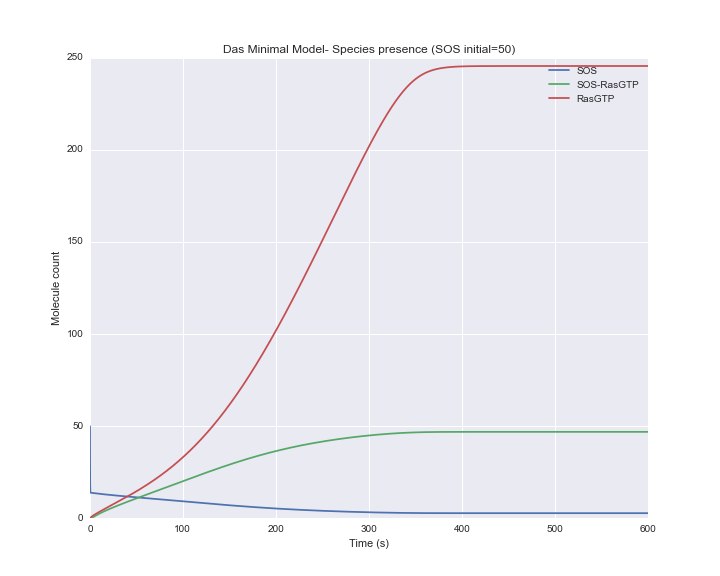 Das Minimal Model- Species presence (SOS initial=50)
250
200
150
100
50
0
Molecule count
SOS
SOS-RasGTP
RasGTP
0 100 200 300 400 500 600
Time (s)